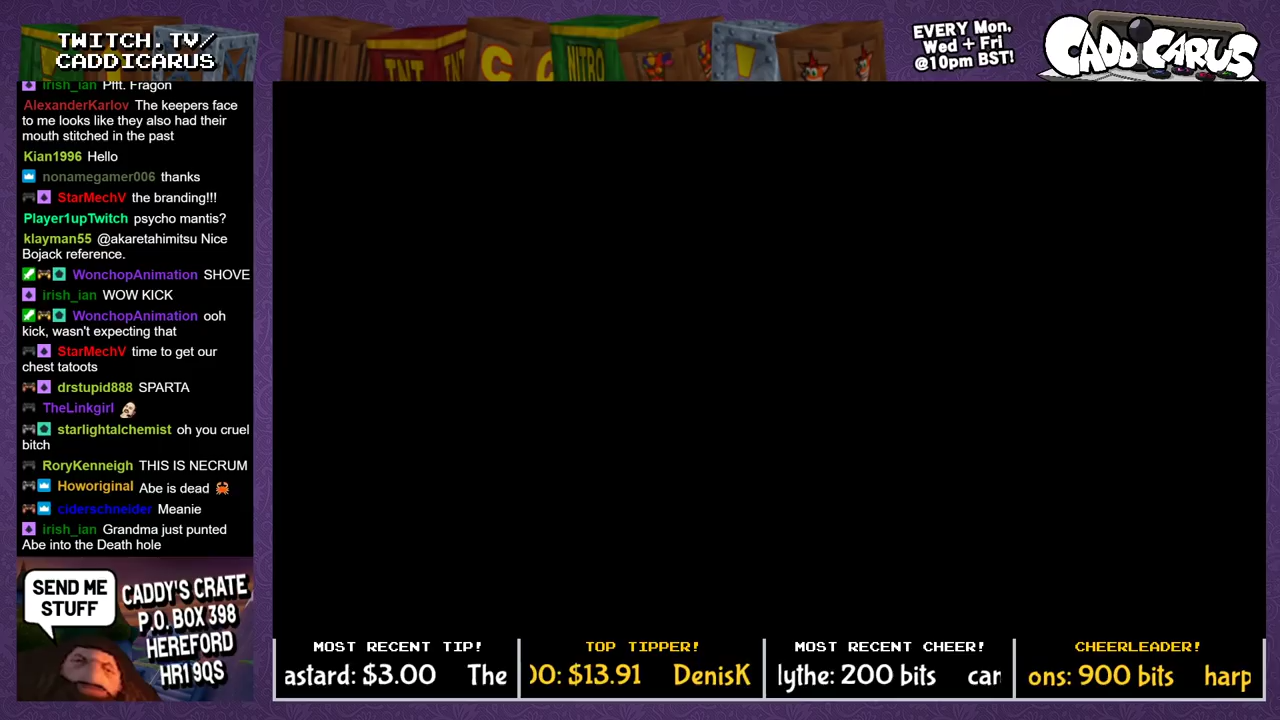 TWITCH.TV/
CADDICARUS
TNT
TNT
C
C
NITRO
!
EVERY Mon,
Wed + Fri
@10pm BST!
CADDICARUS
irish_ian Pfft. Fragon
AlexanderKarlov The keepers face
to me looks like they also had their
mouth stitched in the past
Kian1996 Hello
nonamegamer006 thanks
StarMechV the branding!!!
Player1upTwitch psycho mantis?
klayman55 @akaretahimitsu Nice
Bojack reference.
WonchopAnimation SHOVE
irish_ian WOW KICK
WonchopAnimation ooh
kick, wasn't expecting that
StarMechV time to get our
chest tatoots
drstupid888 SPARTA
TheLinkgirl
starlightalchemist oh you cruel
bitch
RoryKenneigh THIS IS NECRUM
Howoriginal Abe is dead
ciderschneider Meanie
irish_ian Grandma just punted
Abe into the Death hole
SEND ME
STUFF
CADDY'S CRATE
P.O. BOX 398
HEREFORD
HR1 9QS
MOST RECENT TIP!
astard: $3.00 The
TOP TIPPER!
00: $13.91 DenisK
MOST RECENT CHEER!
lythe: 200 bits car
CHEERLEADER!
ons: 900 bits harp